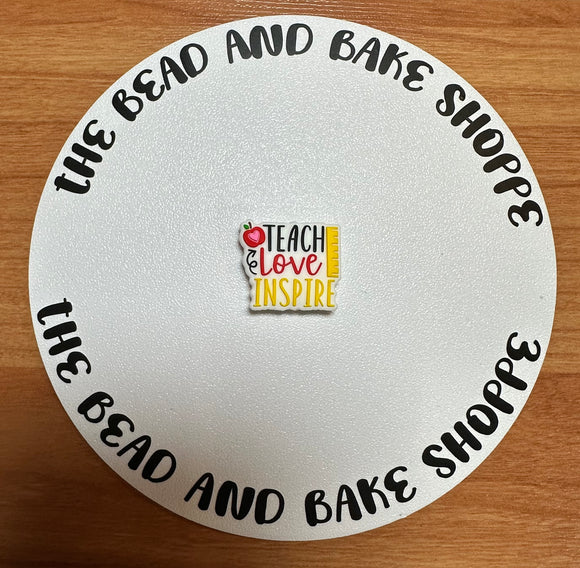 THE BEAD AND BAKE SHOPPE
TEACH
Love
INSPIRE
THE BEAD AND BAKE SHOPPE